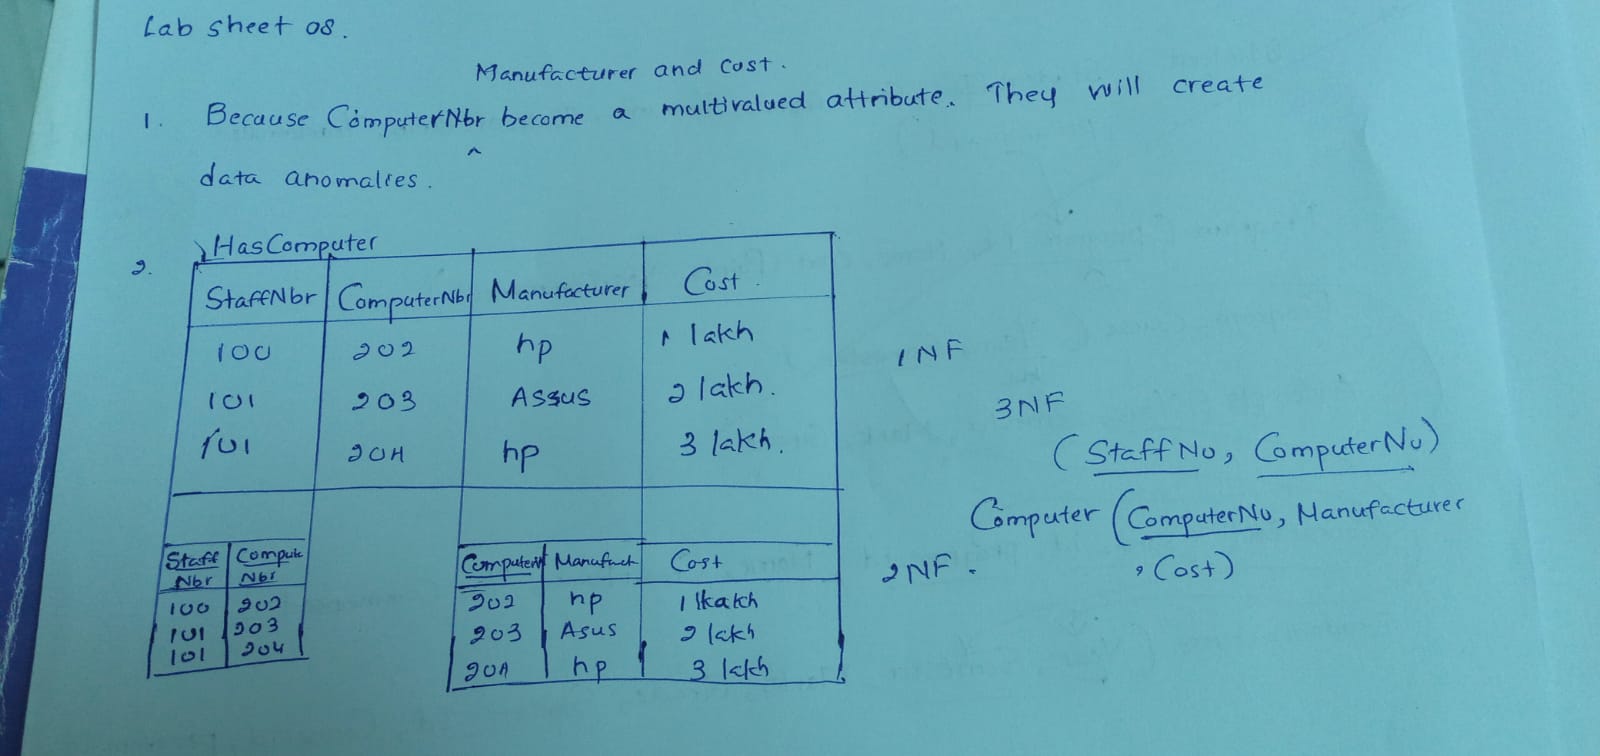 Lab sheet 08.
Manufacturer and Cost.
1. Because ComputerNbr become a multivalued attribute. They will create
^
data anomalies.
2. HasComputer
StaffNbr ComputerNbr Manufacturer Cost.
100 202 hp 1 lakh
101 203 Assus 2 lakh.
101 204 hp 3 lakh.
1NF
3NF
(StaffNo, ComputerNo)
Computer (ComputerNo, Manufacturer
, Cost)
Staff Nbr Compute Nbr
100 202
101 203
101 204
Manufact Cost
202 hp 1 lkakh
203 Asus 2 lakh
204 hp 3 lakh
2NF.